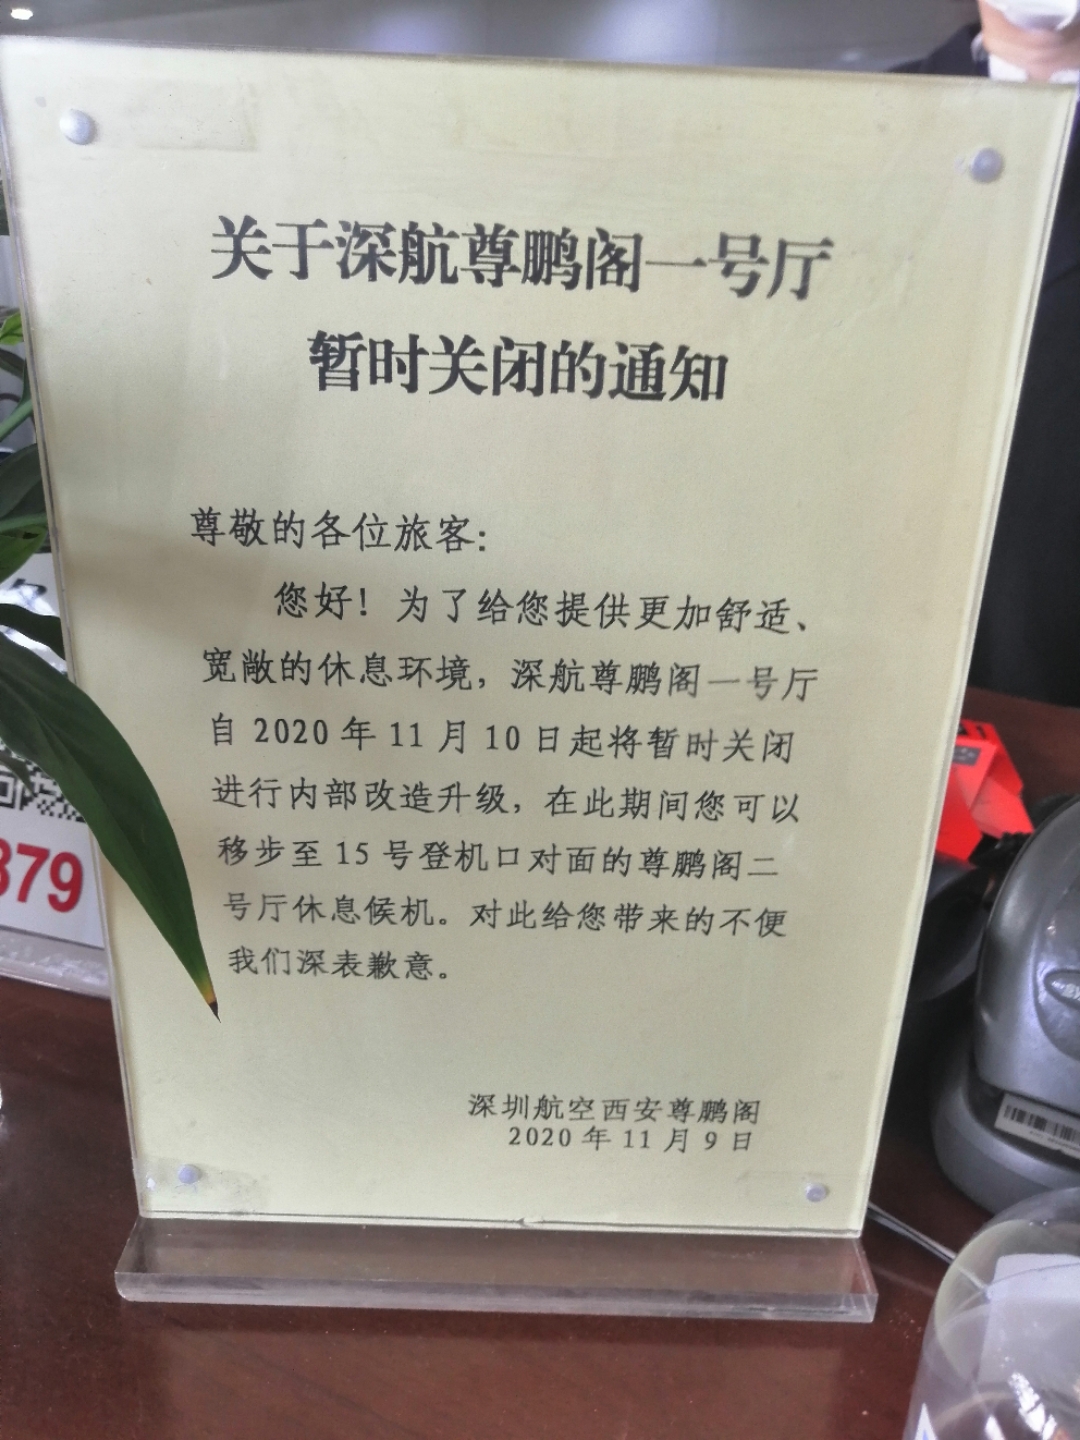 关于深航尊鹏阁一号厅
暂时关闭的通知
尊敬的各位旅客：
您好！为了给您提供更加舒适、
宽敞的休息环境，深航尊鹏阁一号厅
自 2020 年 11 月 10 日起将暂时关闭
进行内部改造升级，在此期间您可以
移步至 15 号登机口对面的尊鹏阁二
号厅休息候机。对此给您带来的不便
我们深表歉意。
深圳航空西安尊鹏阁
2020 年 11 月 9 日
379